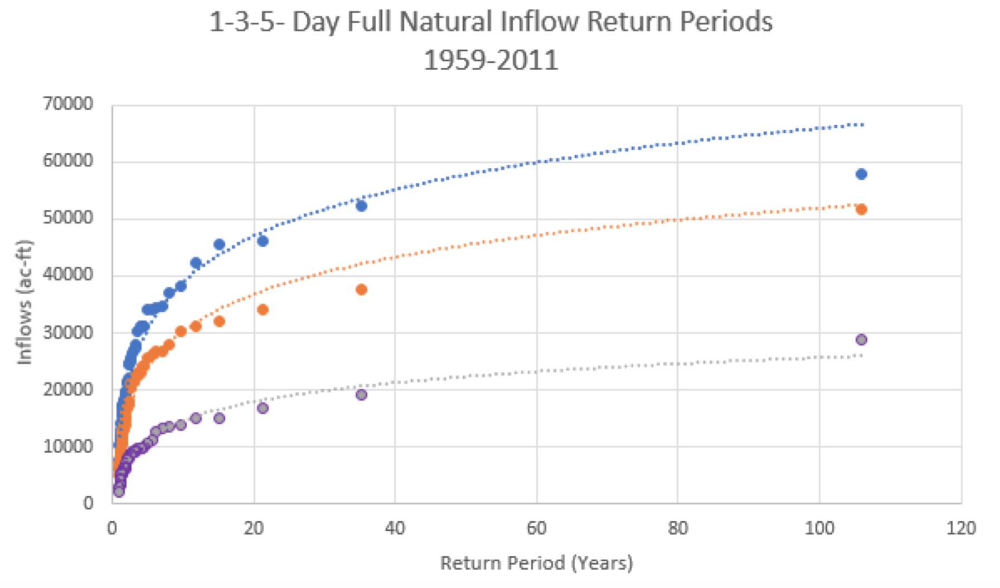 1-3-5- Day Full Natural Inflow Return Periods
1959-2011
70000
60000
50000
40000
30000
20000
10000
0
Inflows (ac-ft)
0 20 40 60 80 100 120
Return Period (Years)